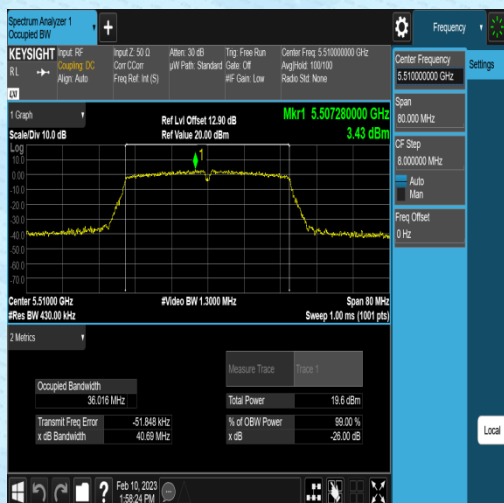 Spectrum Analyzer 1
Occupied BW
Frequency
KEYSIGHT
Input: RF
Coupling: DC
Align: Auto
Input Z: 50 Ω
Corr CCorr
Freq Ref: Int (S)
Atten: 30 dB
µW Path: Standard
Trig: Free Run
Gate: Off
#IF Gain: Low
Center Freq: 5.510000000 GHz
Avg|Hold: 100/100
Radio Std: None
R L
LXI
Center Frequency
5.510000000 GHz
Settings
Span
80.000 MHz
CF Step
8.000000 MHz
Auto
Man
Freq Offset
0 Hz
Local
1 Graph
Scale/Div 10.0 dB
Ref Lvl Offset 12.90 dB
Ref Value 20.00 dBm
Mkr1 5.507280000 GHz
3.43 dBm
Log
10.0
0.00
-10.0
-20.0
-30.0
-40.0
-50.0
-60.0
-70.0
1
Center 5.51000 GHz
#Res BW 430.00 kHz
#Video BW 1.3000 MHz
Span 80 MHz
Sweep 1.00 ms (1001 pts)
2 Metrics
Measure Trace
Trace 1
Occupied Bandwidth
36.016 MHz
Total Power
19.6 dBm
Transmit Freq Error
-51.848 kHz
% of OBW Power
99.00 %
x dB Bandwidth
40.69 MHz
x dB
-26.00 dB
Feb 10, 2023
1:58:24 PM